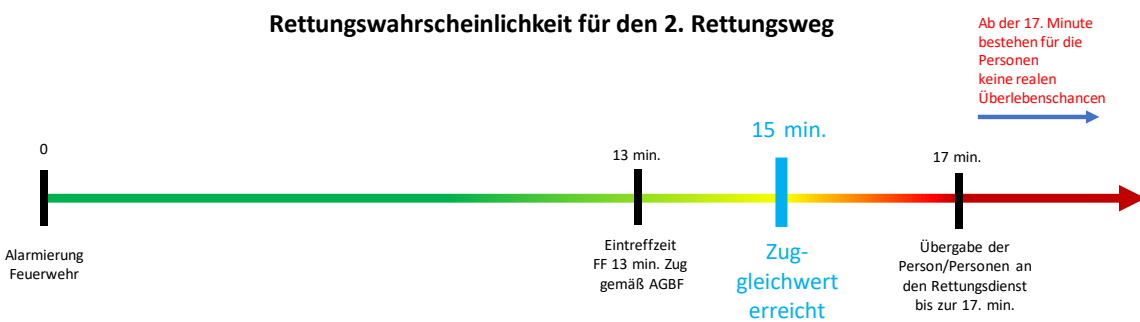 Rettungswahrscheinlichkeit für den 2. Rettungsweg
Ab der 17. Minute
bestehen für die
Personen
keine realen
Überlebenschancen
0
13 min.
15 min.
17 min.
Alarmierung
Feuerwehr
Eintreffzeit
FF 13 min. Zug
gemäß AGBF
Zug-
gleichwert
erreicht
Übergabe der
Person/Personen an
den Rettungsdienst
bis zur 17. min.